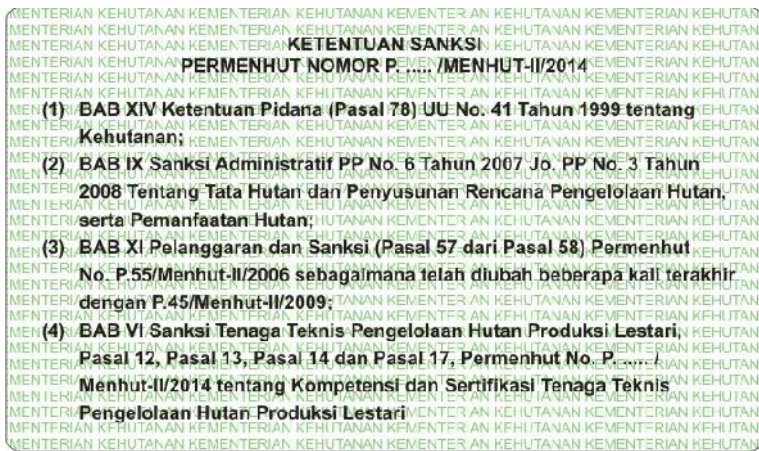 KETENTUAN SANKSI
PERMENHUT NOMOR P. ..... /MENHUT-II/2014
(1) BAB XIV Ketentuan Pidana (Pasal 78) UU No. 41 Tahun 1999 tentang
Kehutanan;
(2) BAB IX Sanksi Administratif PP No. 6 Tahun 2007 Jo. PP No. 3 Tahun
2008 Tentang Tata Hutan dan Penyusunan Rencana Pengelolaan Hutan,
serta Pemanfaatan Hutan;
(3) BAB XI Pelanggaran dan Sanksi (Pasal 57 dari Pasal 58) Permenhut
No. P.55/Menhut-II/2006 sebagaimana telah diubah beberapa kali terakhir
dengan P.45/Menhut-II/2009;
(4) BAB VI Sanksi Tenaga Teknis Pengelolaan Hutan Produksi Lestari,
Pasal 12, Pasal 13, Pasal 14 dan Pasal 17, Permenhut No. P. ..... /
Menhut-II/2014 tentang Kompetensi dan Sertifikasi Tenaga Teknis
Pengelolaan Hutan Produksi Lestari